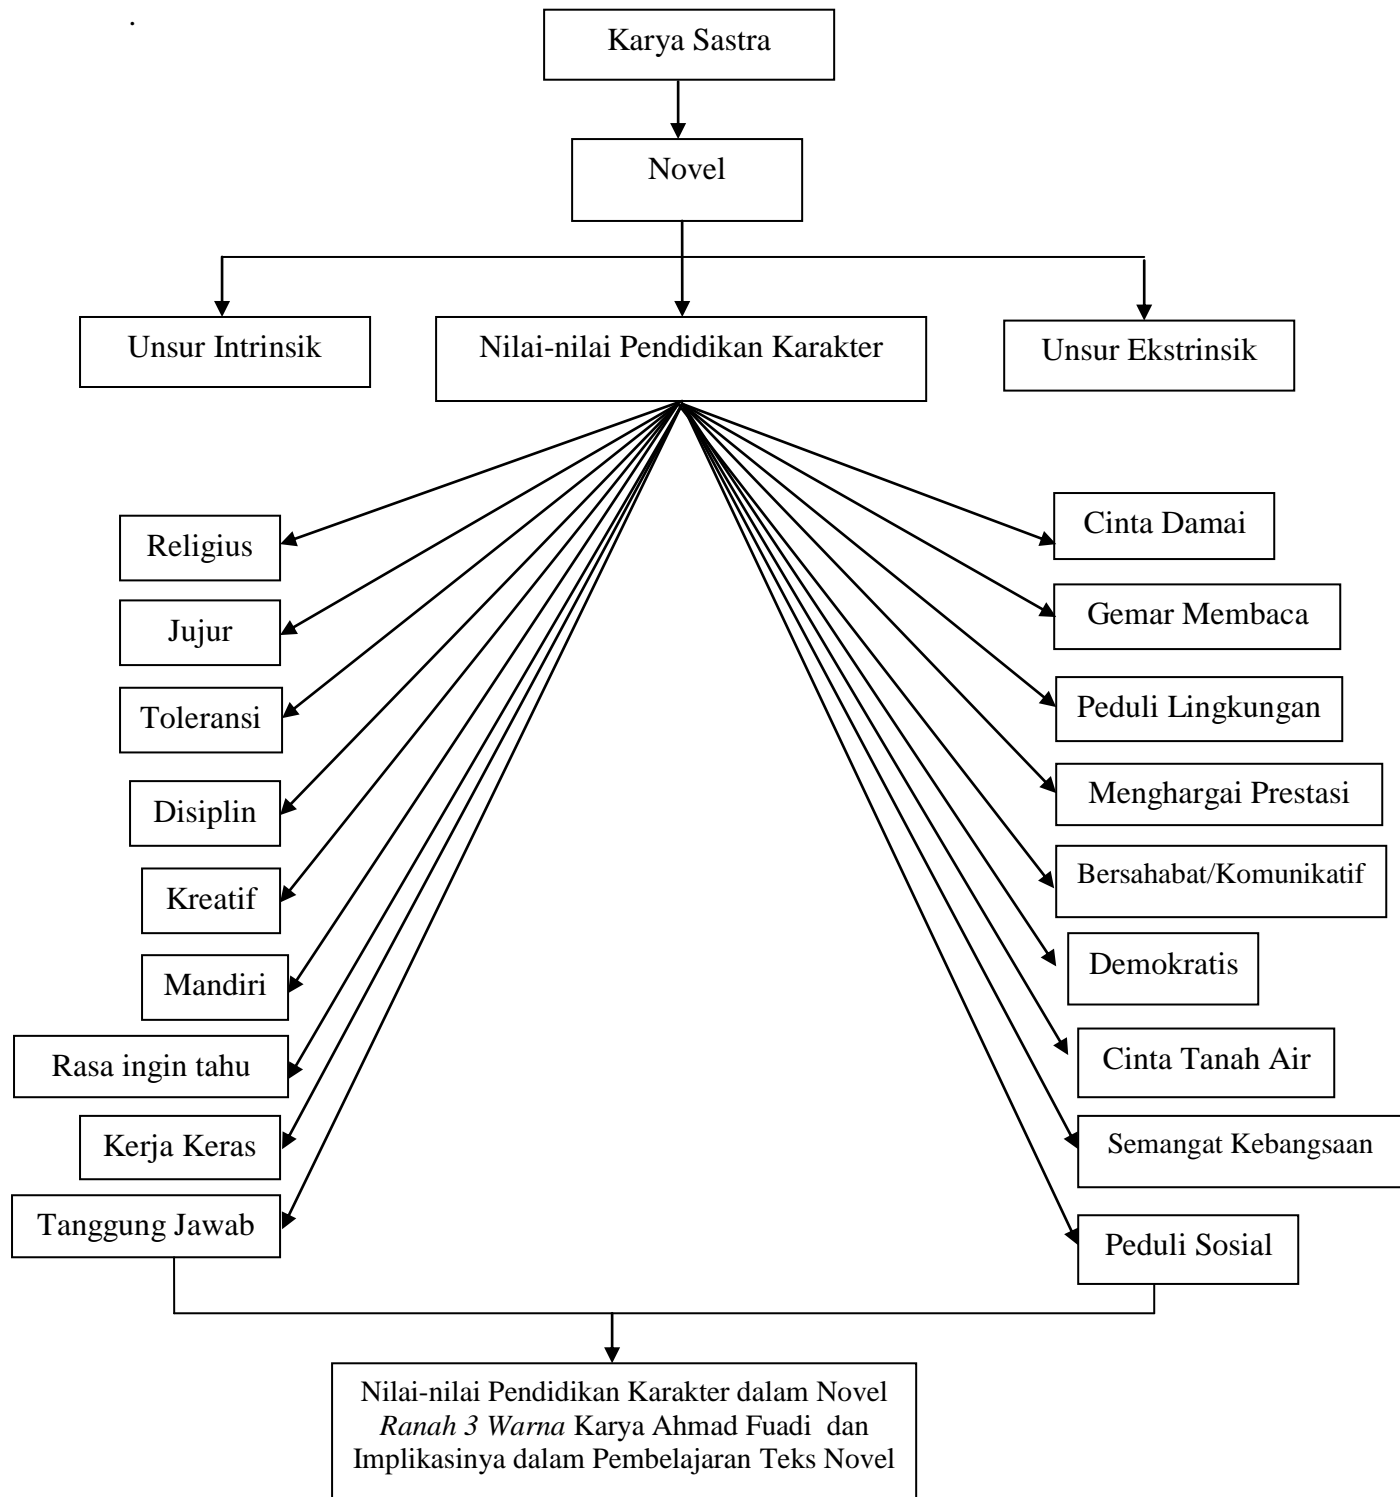 Karya Sastra
Novel
Unsur Intrinsik
Nilai-nilai Pendidikan Karakter
Unsur Ekstrinsik
Religius
Jujur
Toleransi
Disiplin
Kreatif
Mandiri
Rasa ingin tahu
Kerja Keras
Tanggung Jawab
Cinta Damai
Gemar Membaca
Peduli Lingkungan
Menghargai Prestasi
Bersahabat/Komunikatif
Demokratis
Cinta Tanah Air
Semangat Kebangsaan
Peduli Sosial
Nilai-nilai Pendidikan Karakter dalam Novel
Ranah 3 Warna Karya Ahmad Fuadi dan
Implikasinya dalam Pembelajaran Teks Novel